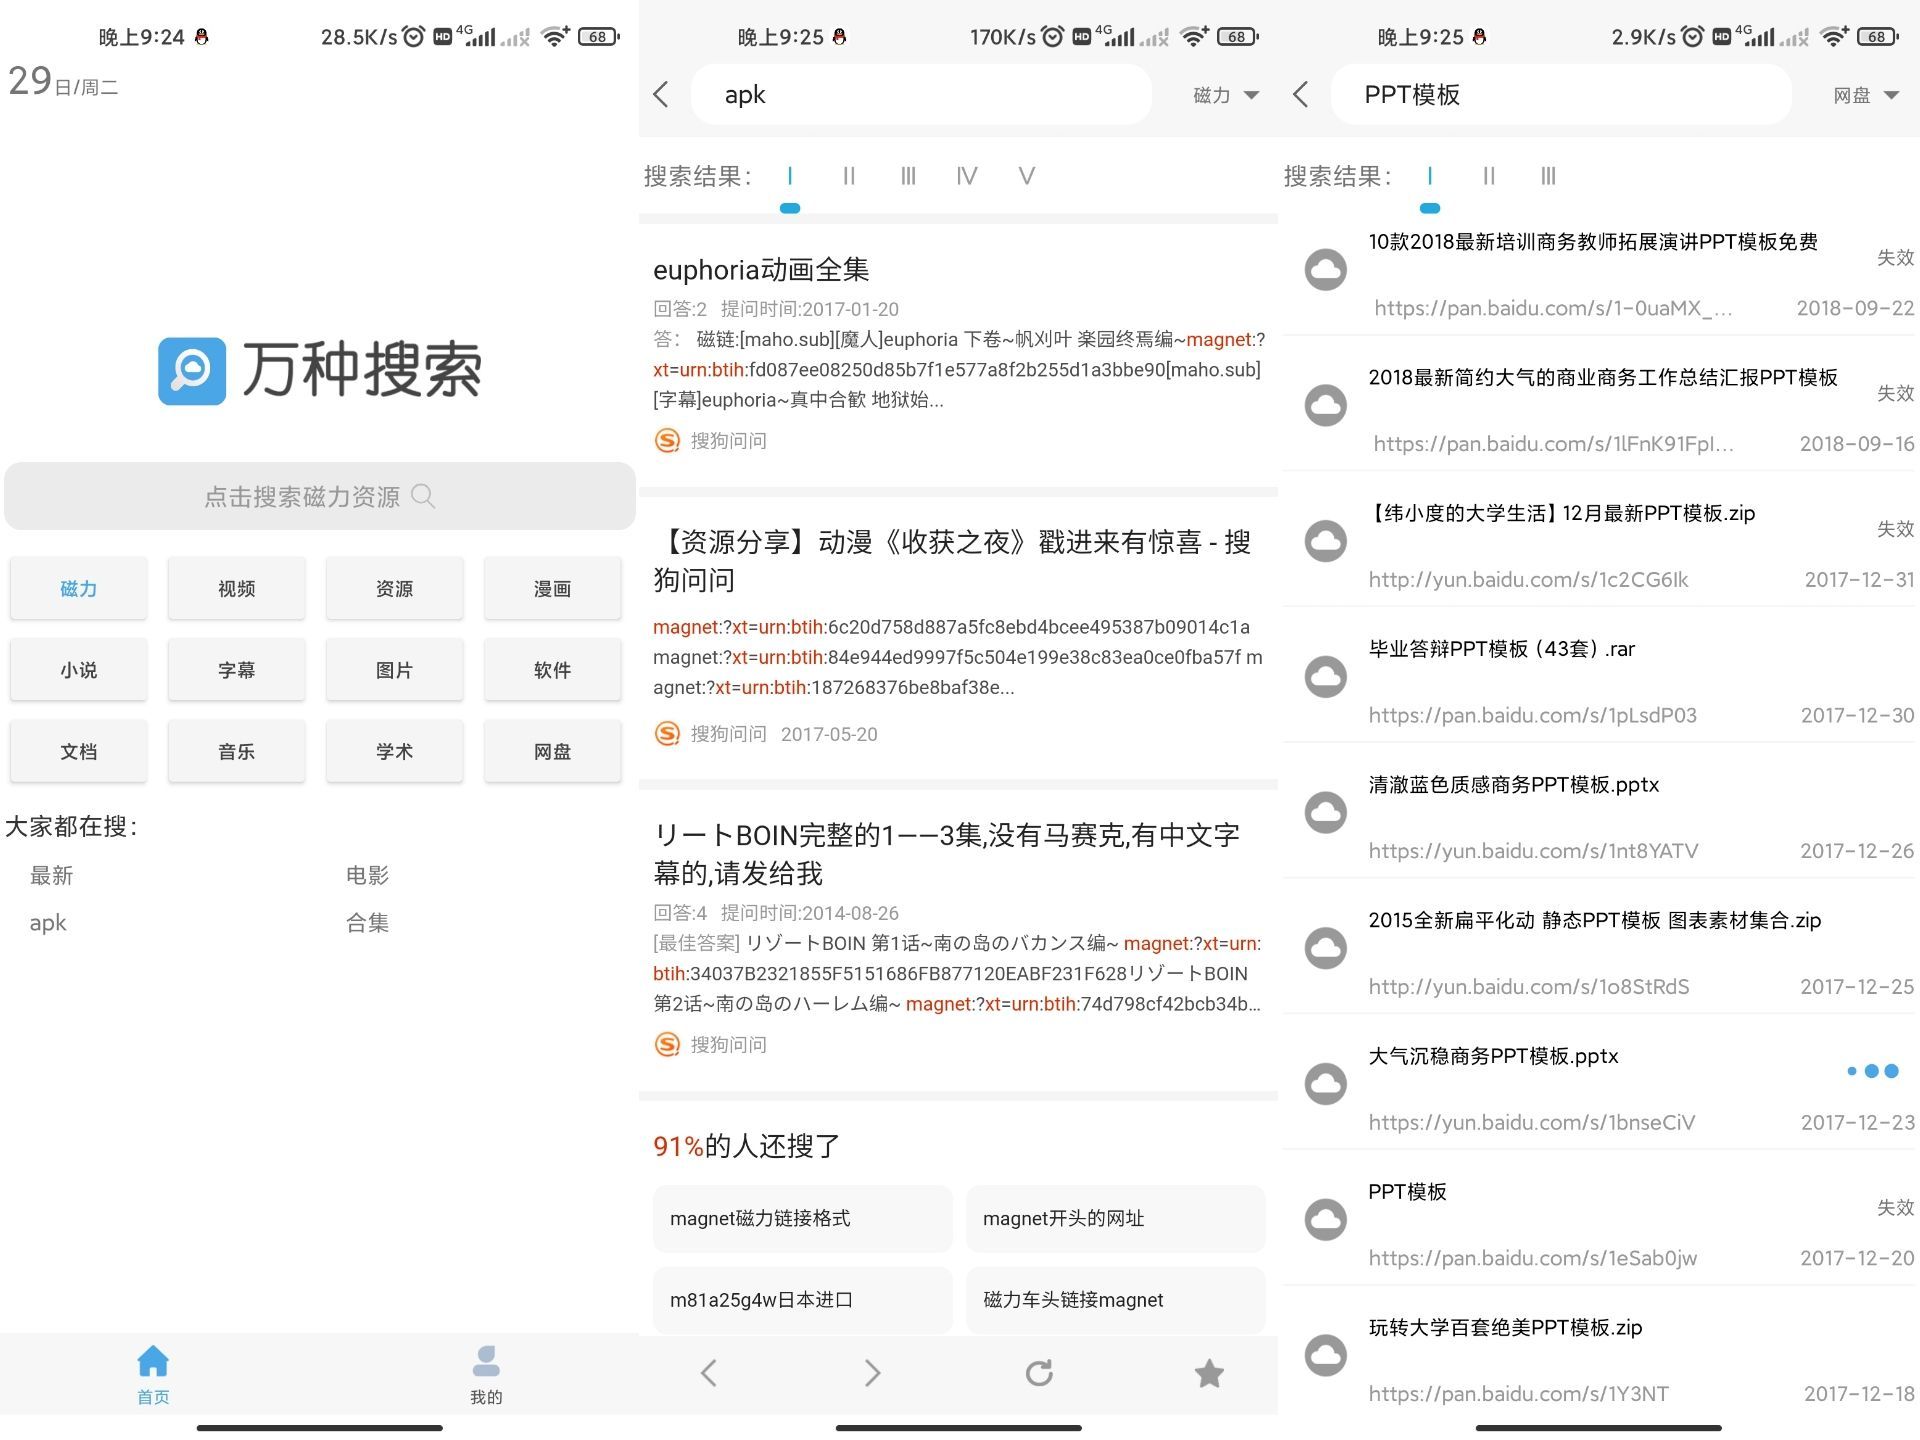 晚上9:24
28.5K/s
HD
4G
68
29日/周二
万种搜索
点击搜索磁力资源
磁力
视频
资源
漫画
小说
字幕
图片
软件
文档
音乐
学术
网盘
大家都在搜:
最新
电影
apk
合集
首页
我的
晚上9:25
170K/s
HD
4G
68
apk
磁力
搜索结果:
I
II
III
IV
V
euphoria动画全集
回答:2 提问时间:2017-01-20
答: 磁链:[maho.sub][魔人]euphoria 下卷~帆刈叶 楽园终焉编~magnet:?
xt=urn:btih:fd087ee08250d85b7f1e577a8f2b255d1a3bbe90[maho.sub]
[字幕]euphoria~真中合歓 地狱始...
搜狗问问
【资源分享】动漫《收获之夜》戳进来有惊喜 - 搜
狗问问
magnet:?xt=urn:btih:6c20d758d887a5fc8ebd4bcee495387b09014c1a
magnet:?xt=urn:btih:84e944ed9997f5c504e199e38c83ea0ce0fba57f m
agnet:?xt=urn:btih:187268376be8baf38e...
搜狗问问 2017-05-20
リートBOIN完整的1——3集,没有马赛克,有中文字
幕的,请发给我
回答:4 提问时间:2014-08-26
[最佳答案] リゾートBOIN 第1话~南の岛のバカンス编~ magnet:?xt=urn:
btih:34037B2321855F5151686FB877120EABF231F628リゾートBOIN
第2话~南の岛のハーレム编~ magnet:?xt=urn:btih:74d798cf42bcb34b...
搜狗问问
91%的人还搜了
magnet磁力链接格式
magnet开头的网址
m81a25g4w日本进口
磁力车头链接magnet
晚上9:25
2.9K/s
HD
4G
68
PPT模板
网盘
搜索结果:
I
II
III
10款2018最新培训商务教师拓展演讲PPT模板免费
失效
https://pan.baidu.com/s/1-0uaMX_...
2018-09-22
2018最新简约大气的商业商务工作总结汇报PPT模板
失效
https://pan.baidu.com/s/1lFnK91FpI...
2018-09-16
【纬小度的大学生活】12月最新PPT模板.zip
失效
http://yun.baidu.com/s/1c2CG6Ik
2017-12-31
毕业答辩PPT模板（43套）.rar
https://pan.baidu.com/s/1pLsdP03
2017-12-30
清澈蓝色质感商务PPT模板.pptx
https://yun.baidu.com/s/1nt8YATV
2017-12-26
2015全新扁平化动 静态PPT模板 图表素材集合.zip
http://yun.baidu.com/s/1o8StRdS
2017-12-25
大气沉稳商务PPT模板.pptx
https://yun.baidu.com/s/1bnseCiV
2017-12-23
PPT模板
失效
https://pan.baidu.com/s/1eSab0jw
2017-12-20
玩转大学百套绝美PPT模板.zip
https://pan.baidu.com/s/1Y3NT
2017-12-18